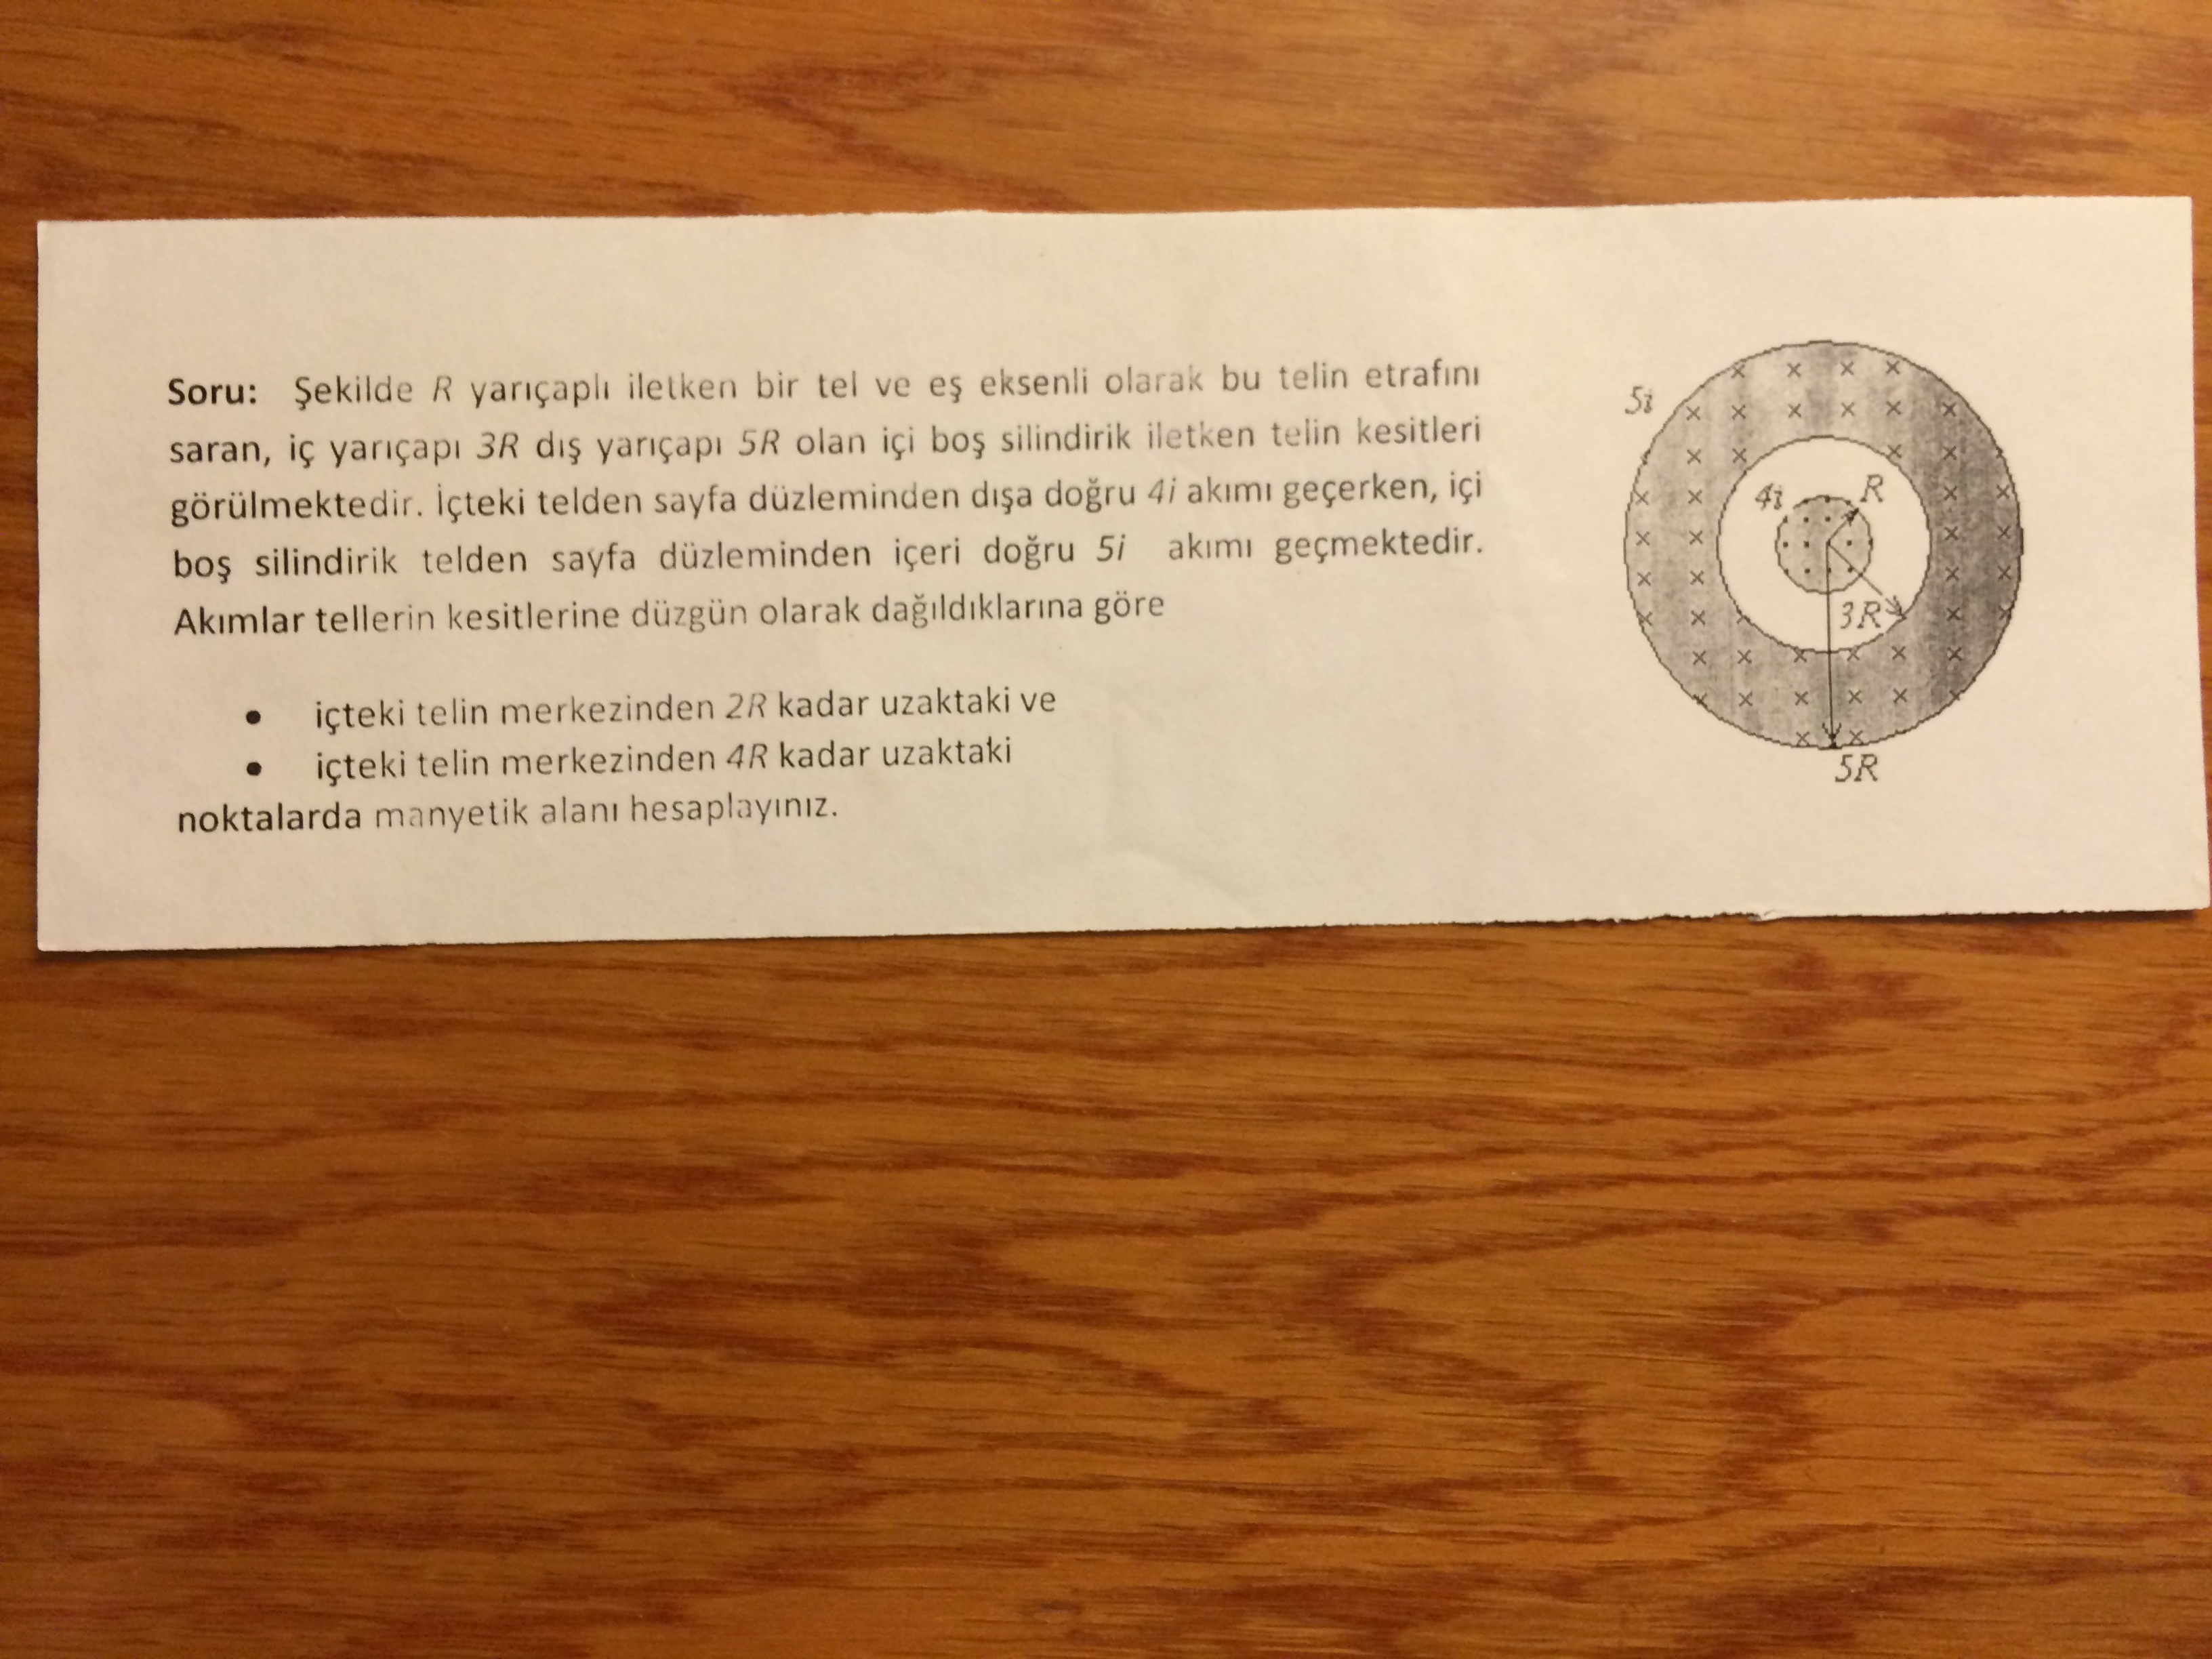 Soru: Şekilde R yarıçaplı iletken bir tel ve eş eksenli olarak bu telin etrafını
saran, iç yarıçapı 3R dış yarıçapı 5R olan içi boş silindirik iletken telin kesitleri
görülmektedir. İçteki telden sayfa düzleminden dışa doğru 4i akımı geçerken, içi
boş silindirik telden sayfa düzleminden içeri doğru 5i akımı geçmektedir.
Akımlar tellerin kesitlerine düzgün olarak dağıldıklarına göre
• içteki telin merkezinden 2R kadar uzaktaki ve
• içteki telin merkezinden 4R kadar uzaktaki
noktalarda manyetik alanı hesaplayınız.
5i
4i
R
3R
5R